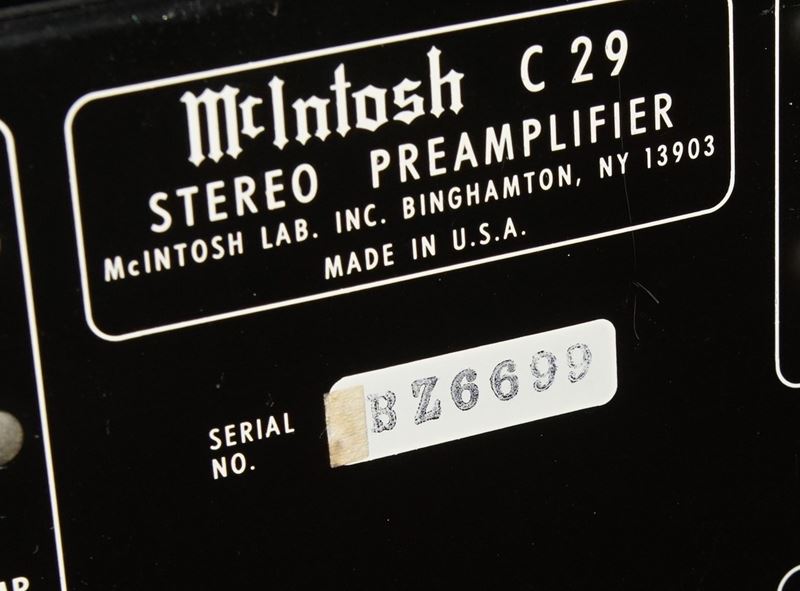 McIntosh C 29
STEREO PREAMPLIFIER
McINTOSH LAB. INC. BINGHAMTON, NY 13903
MADE IN U.S.A.
SERIAL NO.
BZ6699